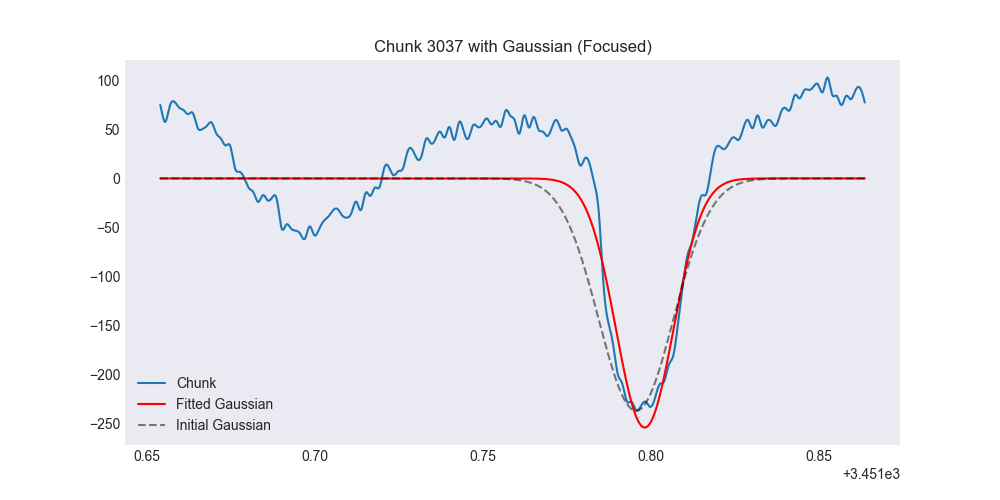 Chunk 3037 with Gaussian (Focused)
100
50
0
−50
−100
−150
−200
−250
Chunk
Fitted Gaussian
Initial Gaussian
0.65 0.70 0.75 0.80 0.85
+3.451e3